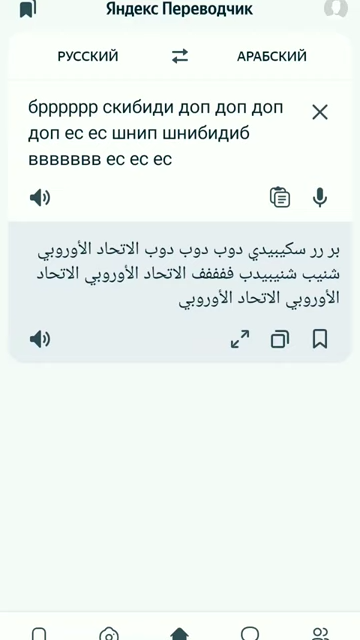 Яндекс Переводчик
РУССКИЙ
АРАБСКИЙ
брррррр скибиди доп доп доп
доп ес ес шнип шнибидиб
ввввввв ес ес ес
بر رر سكيبيدي دوب دوب دوب الاتحاد الأوروبي
شنيب شنيبيدب ففففف الاتحاد الأوروبي الاتحاد
الأوروبي الاتحاد الأوروبي